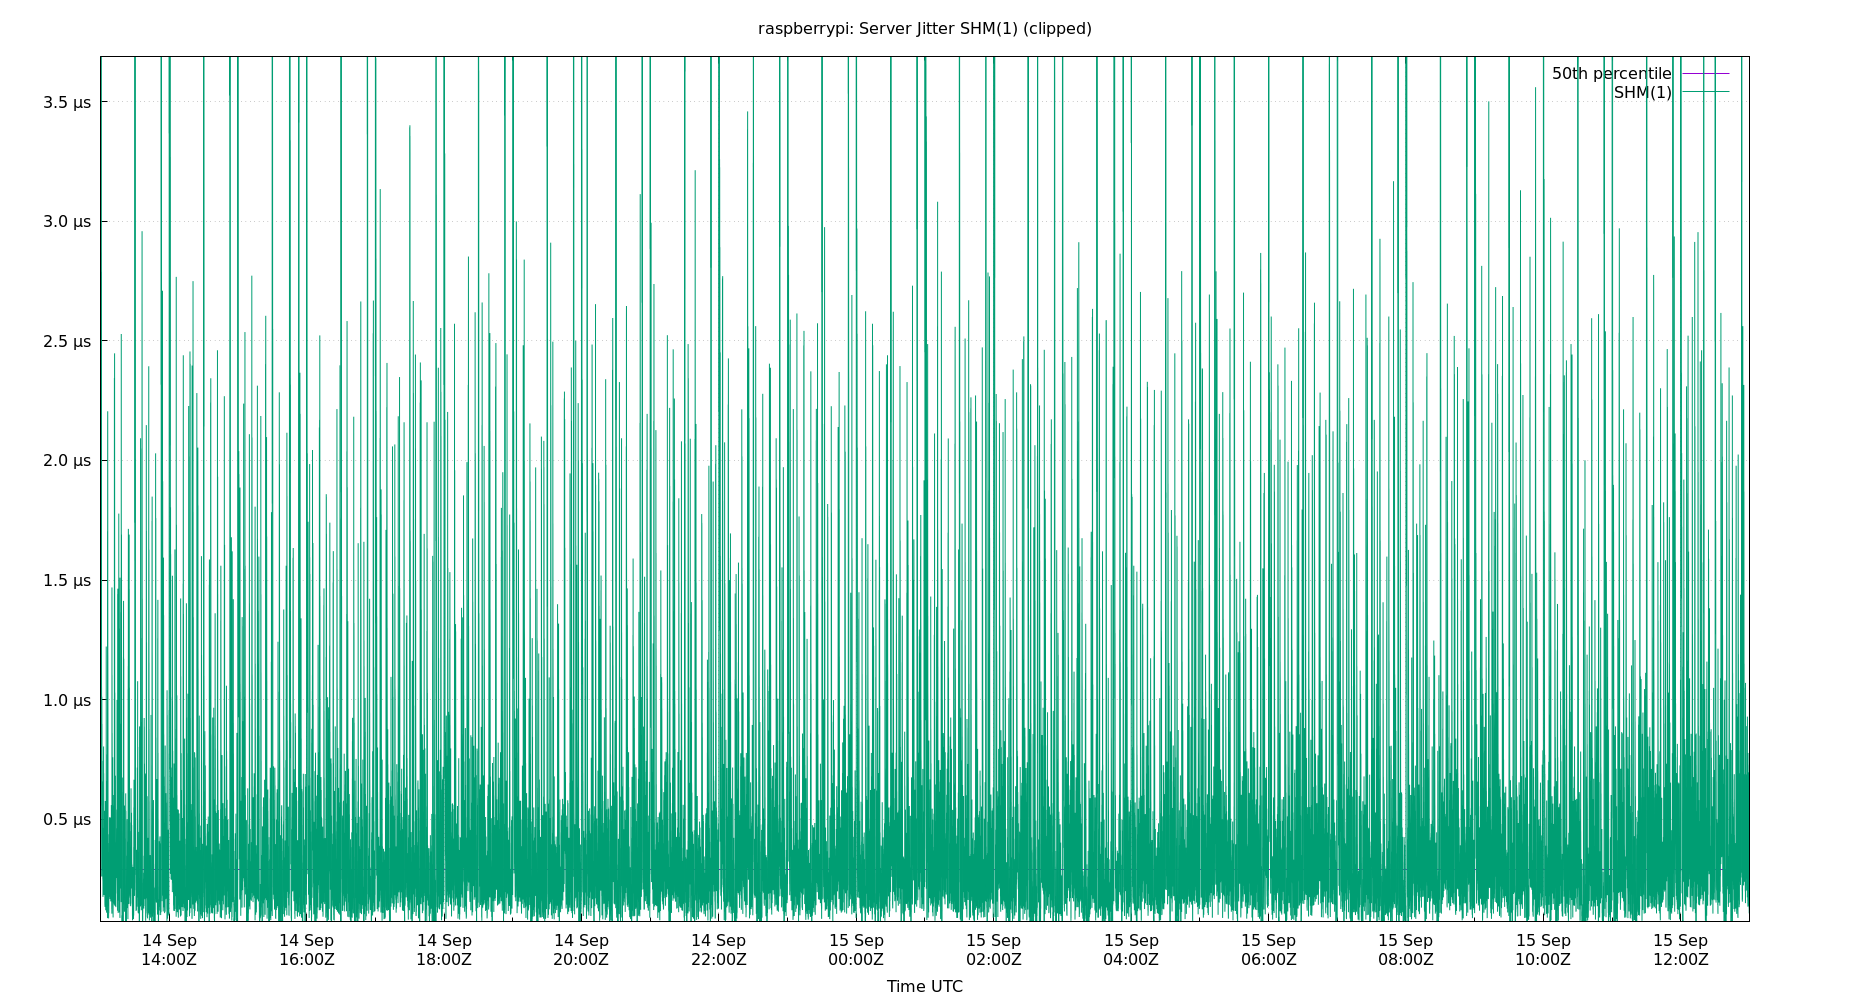 raspberrypi: Server Jitter SHM(1) (clipped)
50th percentile
SHM(1)
3.5 µs
3.0 µs
2.5 µs
2.0 µs
1.5 µs
1.0 µs
0.5 µs
14 Sep 14 Sep 14 Sep 14 Sep 14 Sep 15 Sep 15 Sep 15 Sep 15 Sep 15 Sep 15 Sep 15 Sep
14:00Z 16:00Z 18:00Z 20:00Z 22:00Z 00:00Z 02:00Z 04:00Z 06:00Z 08:00Z 10:00Z 12:00Z
Time UTC